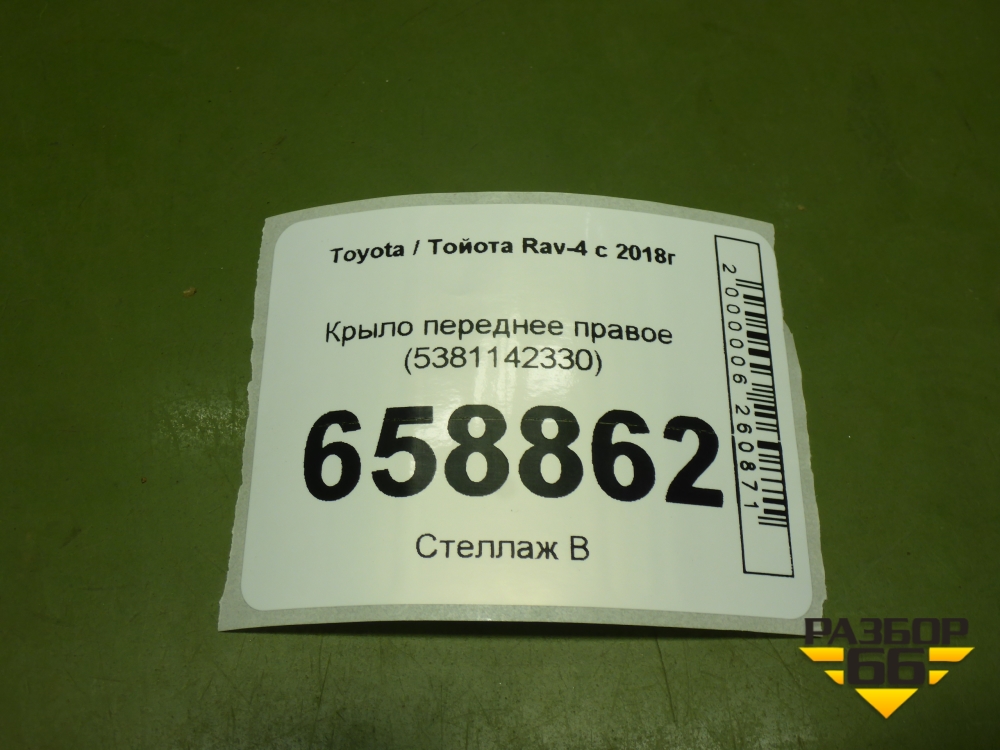 Toyota / Тойота Rav-4 с 2018г
Крыло переднее правое
(5381142330)
658862
Стеллаж В
2 000006 260871
РАЗБОР
66